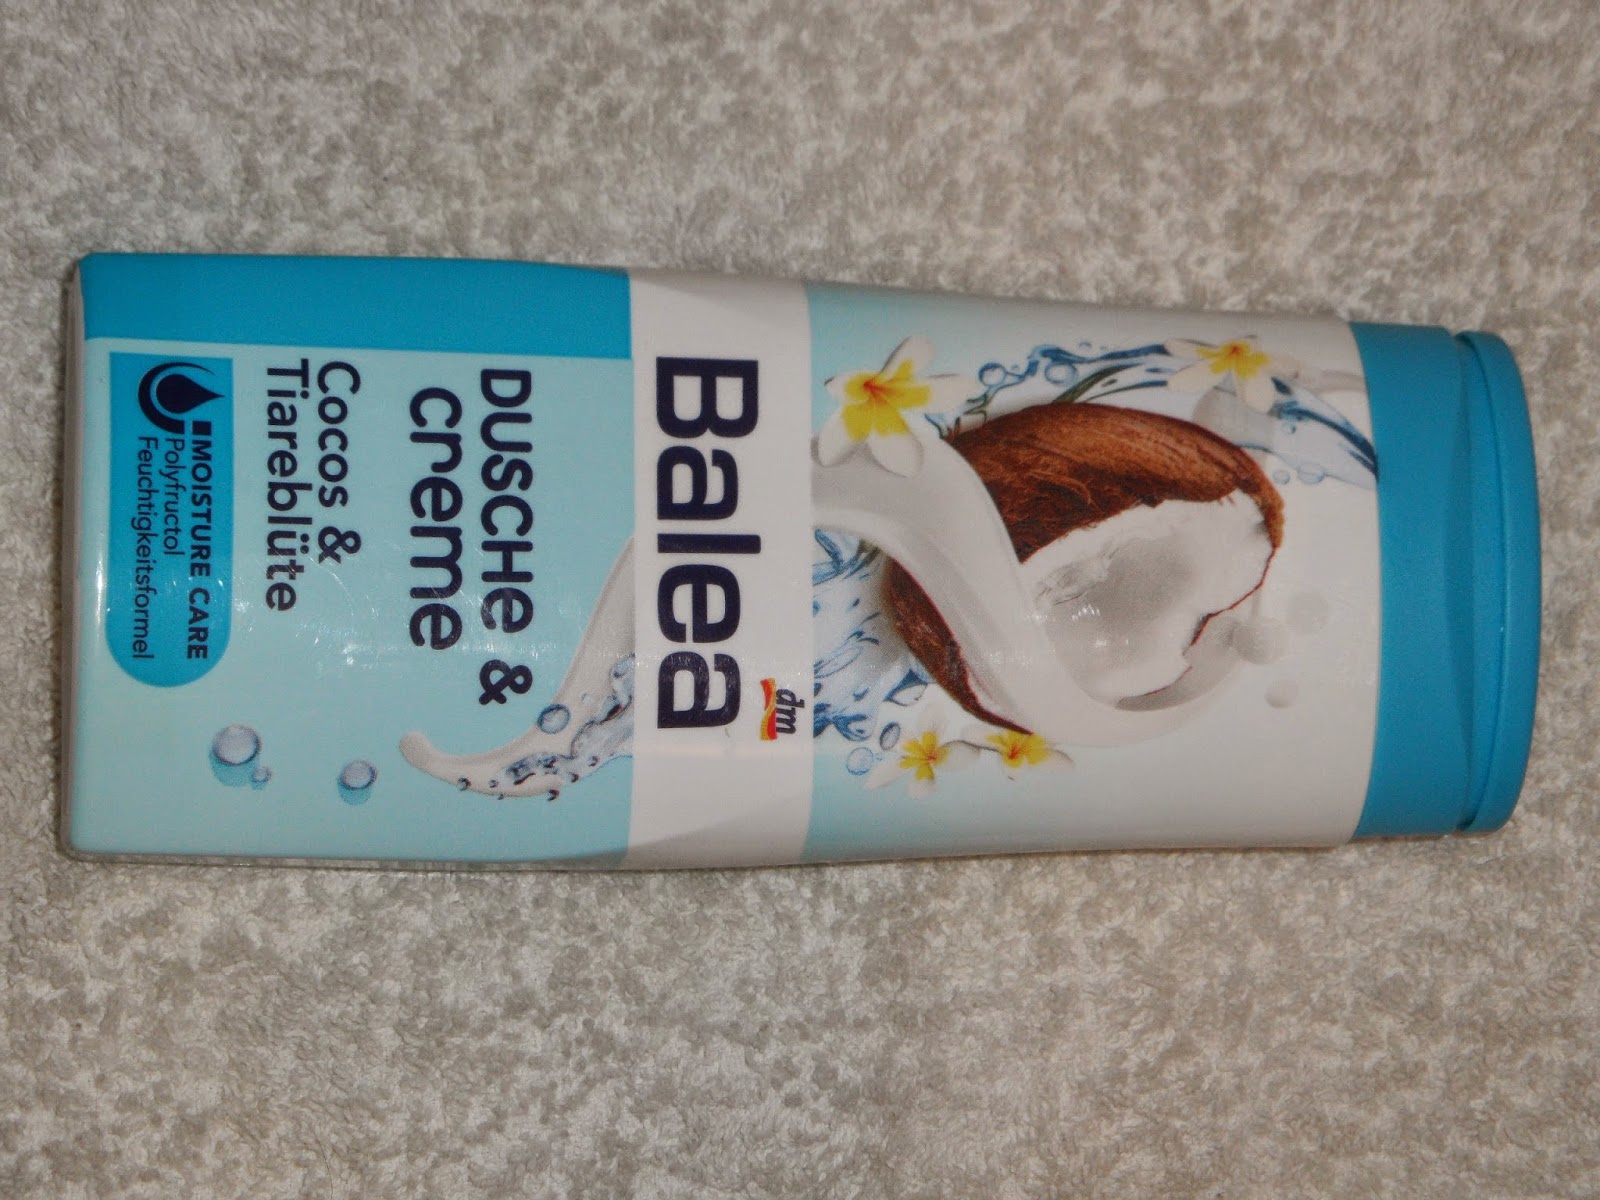 dm
Balea
DUSCHE &
creme
Cocos &
Tiareblüte
MOISTURE CARE
Polyfructol
Feuchtigkeitsformel